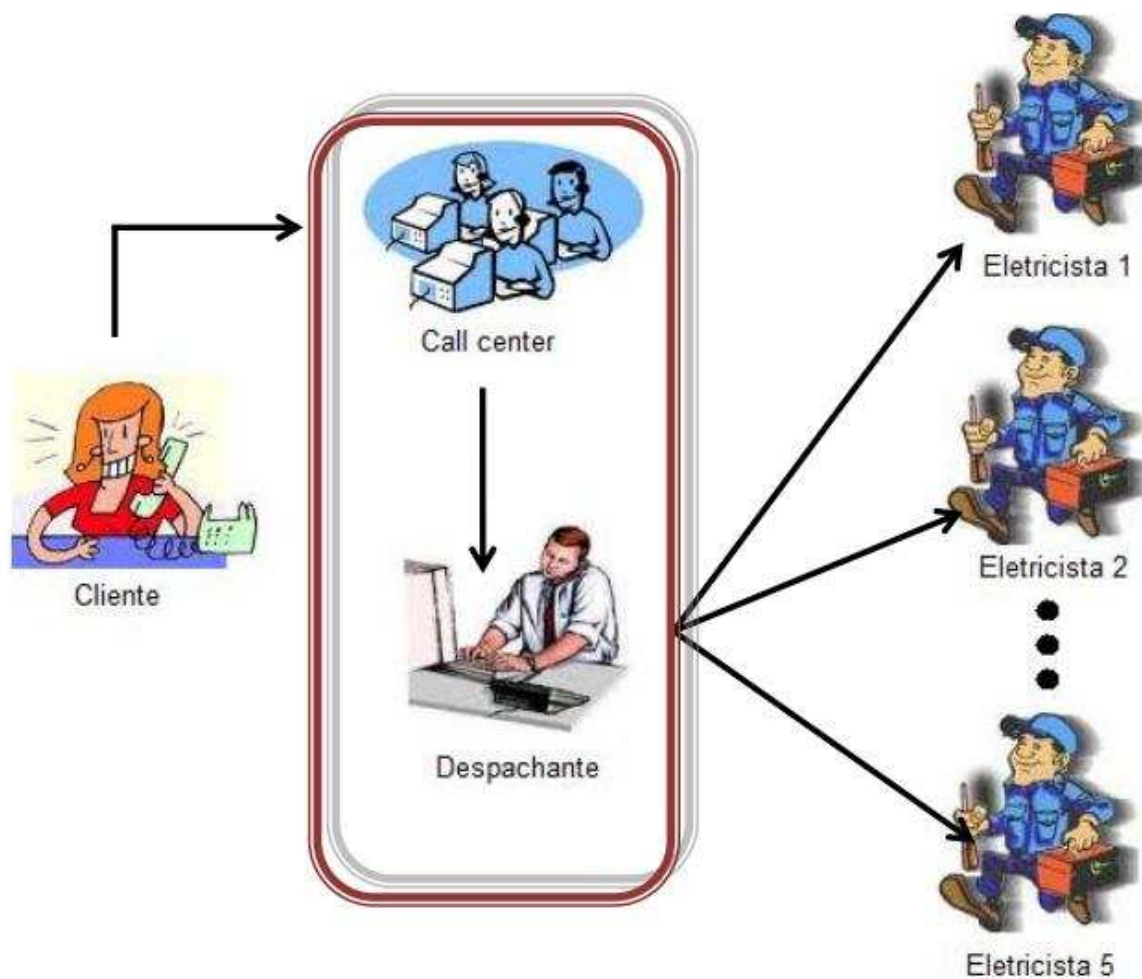 Call center
Cliente
Despachante
Eletricista 1
Eletricista 2
Eletricista 5